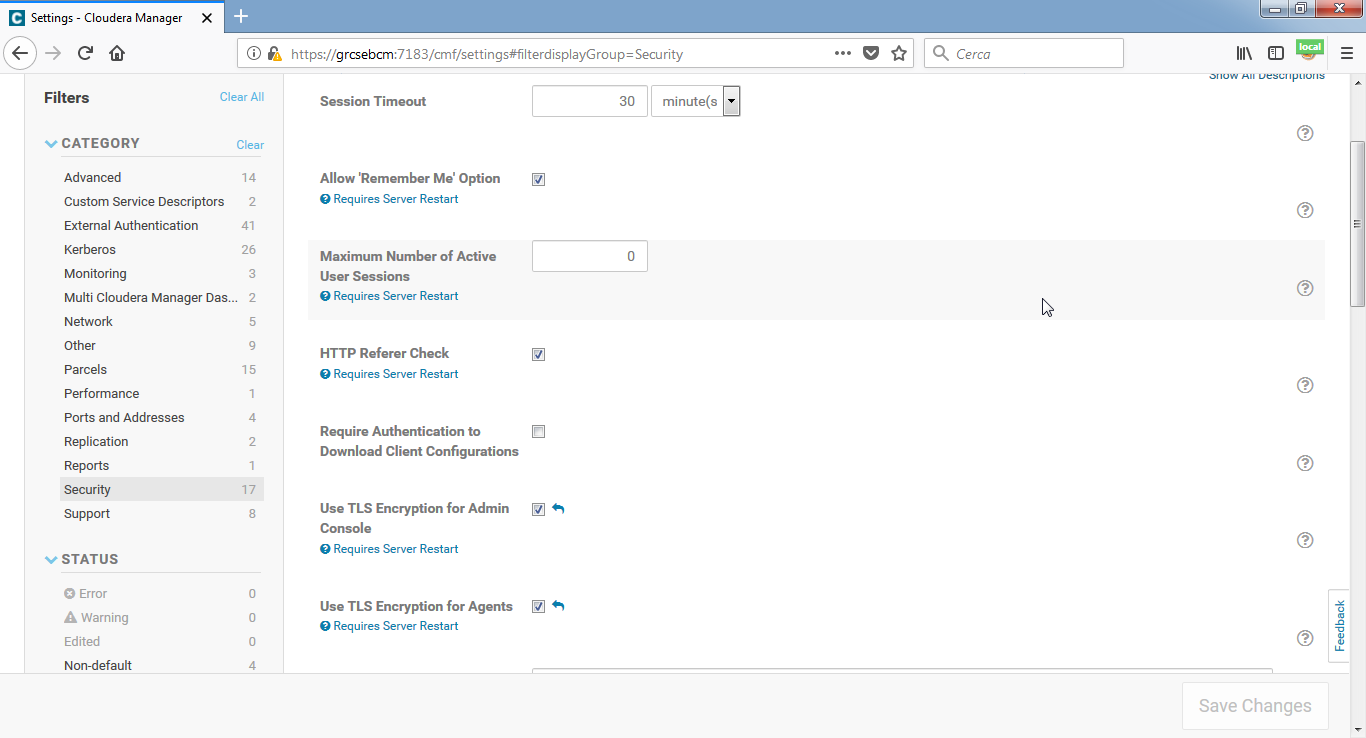 Settings - Cloudera Manager
https://grcsebcm:7183/cmf/settings#filterdisplayGroup=Security
Cerca
local
Filters
Clear All
CATEGORY
Clear
Advanced 14
Custom Service Descriptors 2
External Authentication 41
Kerberos 26
Monitoring 3
Multi Cloudera Manager Das... 2
Network 5
Other 9
Parcels 15
Performance 1
Ports and Addresses 4
Replication 2
Reports 1
Security 17
Support 8
STATUS
Error 0
Warning 0
Edited 0
Non-default 4
Show All Descriptions
Session Timeout
30
minute(s
Allow 'Remember Me' Option
Requires Server Restart
Maximum Number of Active
User Sessions
0
Requires Server Restart
HTTP Referer Check
Requires Server Restart
Require Authentication to
Download Client Configurations
Use TLS Encryption for Admin
Console
Requires Server Restart
Use TLS Encryption for Agents
Requires Server Restart
Feedback
Save Changes